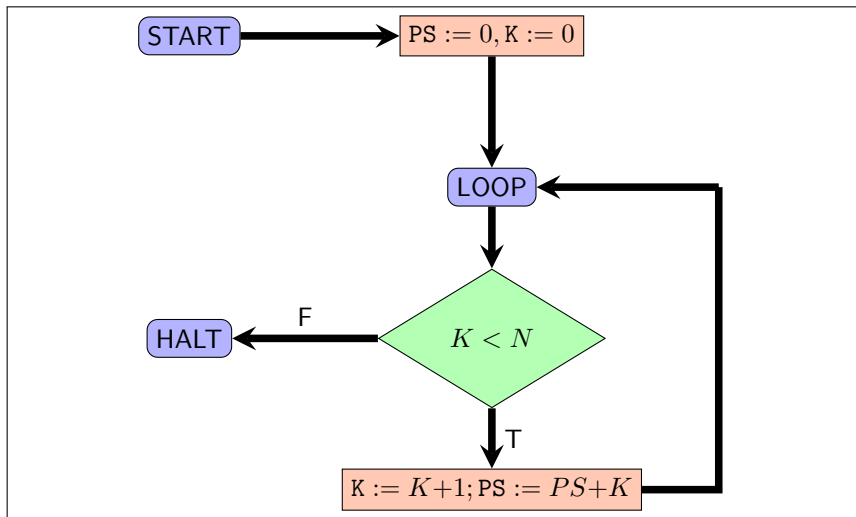 START
PS := 0, K := 0
LOOP
K < N
F
HALT
T
K := K+1; PS := PS+K